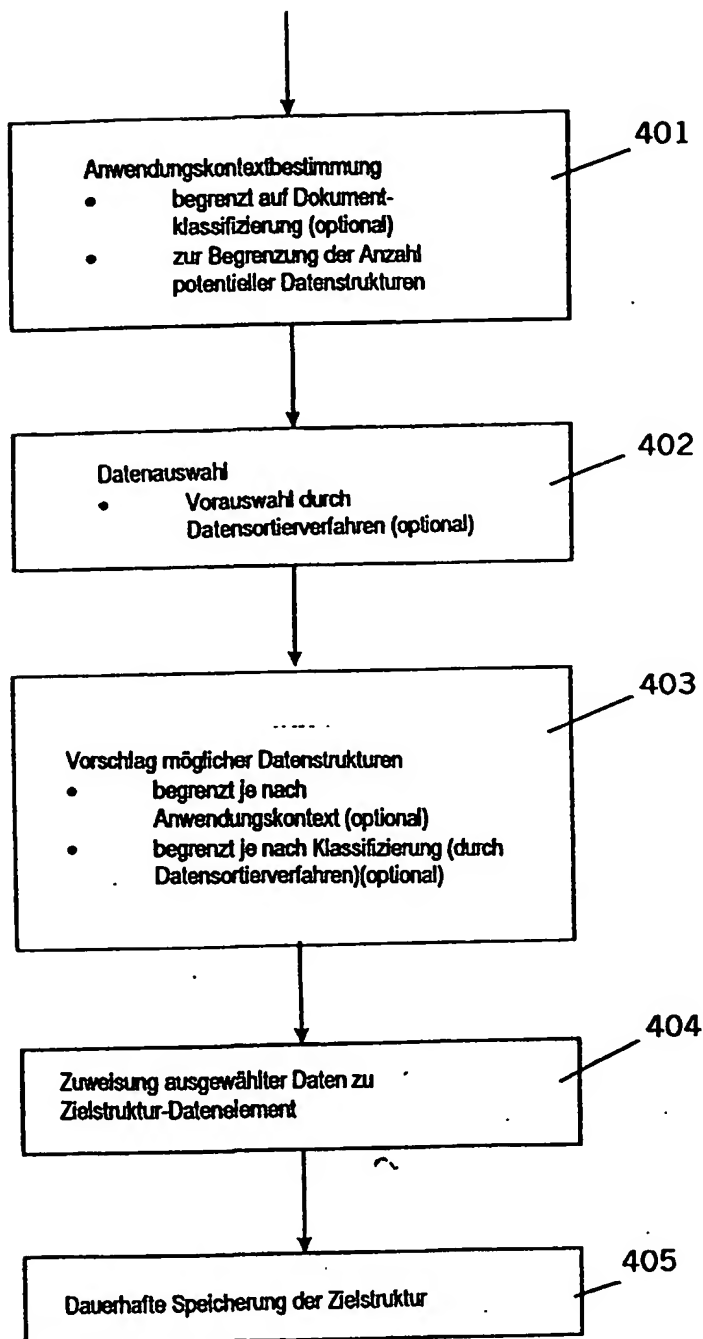 401
Anwendungskontextbestimmung
• begrenzt auf Dokument-
klassifizierung (optional)
• zur Begrenzung der Anzahl
potentieller Datenstrukturen
402
Datenauswahl
• Vorauswahl durch
Datensortierverfahren (optional)
403
Vorschlag möglicher Datenstrukturen
• begrenzt je nach
Anwendungskontext (optional)
• begrenzt je nach Klassifizierung (durch
Datensortierverfahren)(optional)
404
Zuweisung ausgewählter Daten zu
Zielstruktur-Datenelement
405
Dauerhafte Speicherung der Zielstruktur